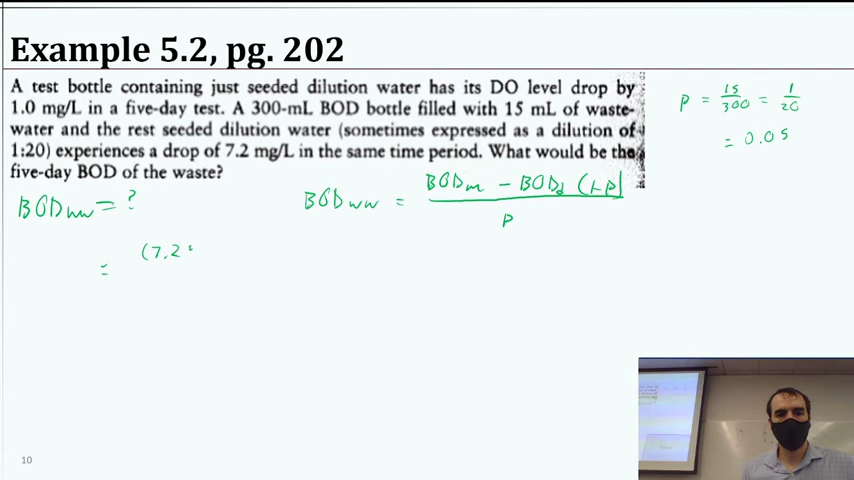 Example 5.2, pg. 202
A test bottle containing just seeded dilution water has its DO level drop by
1.0 mg/L in a five-day test. A 300-mL BOD bottle filled with 15 mL of waste-
water and the rest seeded dilution water (sometimes expressed as a dilution of
1:20) experiences a drop of 7.2 mg/L in the same time period. What would be the
five-day BOD of the waste?
P = 15/300 = 1/20
= 0.05
BODww = ?
BODww = BODm - BODd (1-P) / P
= (7.2
10